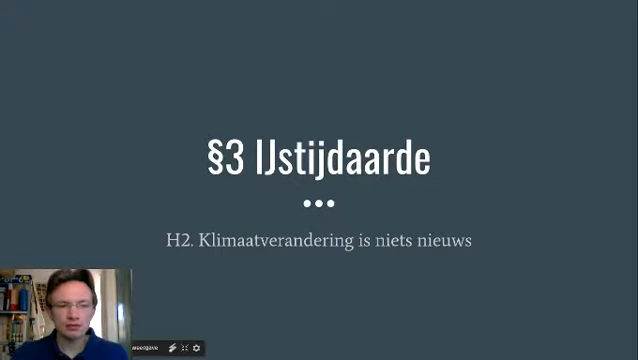 §3 IJstijdaarde
H2. Klimaatverandering is niets nieuws